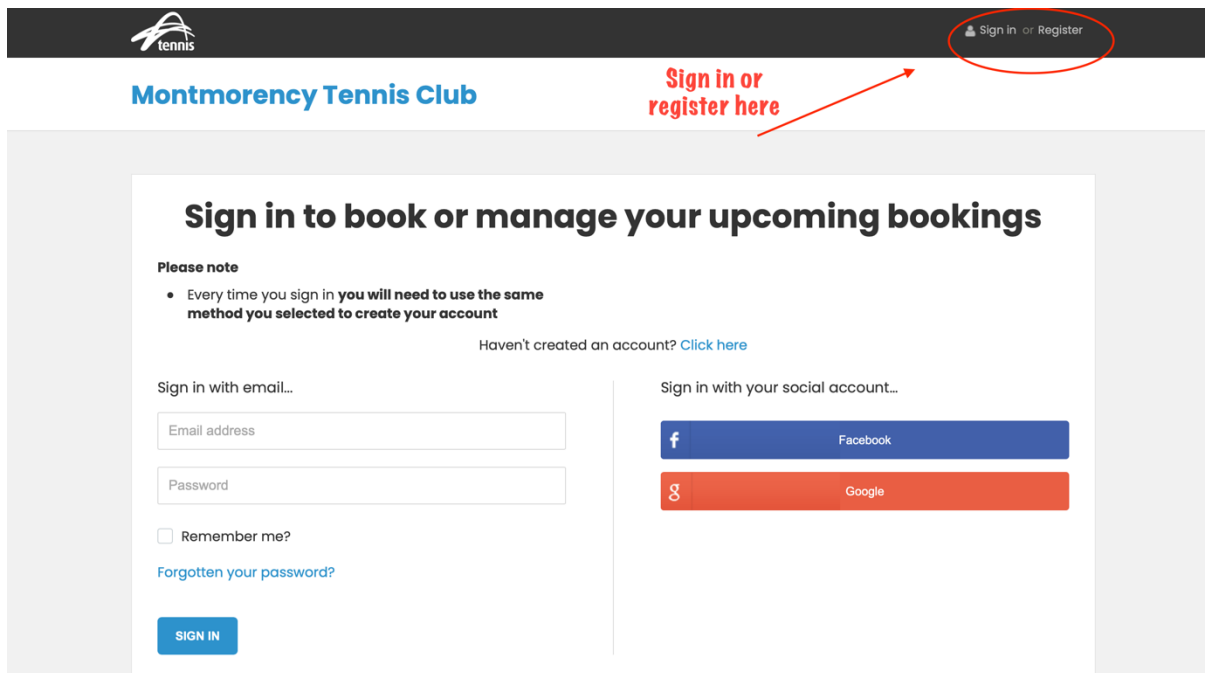 tennis
Sign in or Register
Montmorency Tennis Club
Sign in or
register here
Sign in to book or manage your upcoming bookings
Please note
• Every time you sign in you will need to use the same
method you selected to create your account
Haven't created an account? Click here
Sign in with email...
Email address
Password
Remember me?
Forgotten your password?
SIGN IN
Sign in with your social account...
f Facebook
g Google